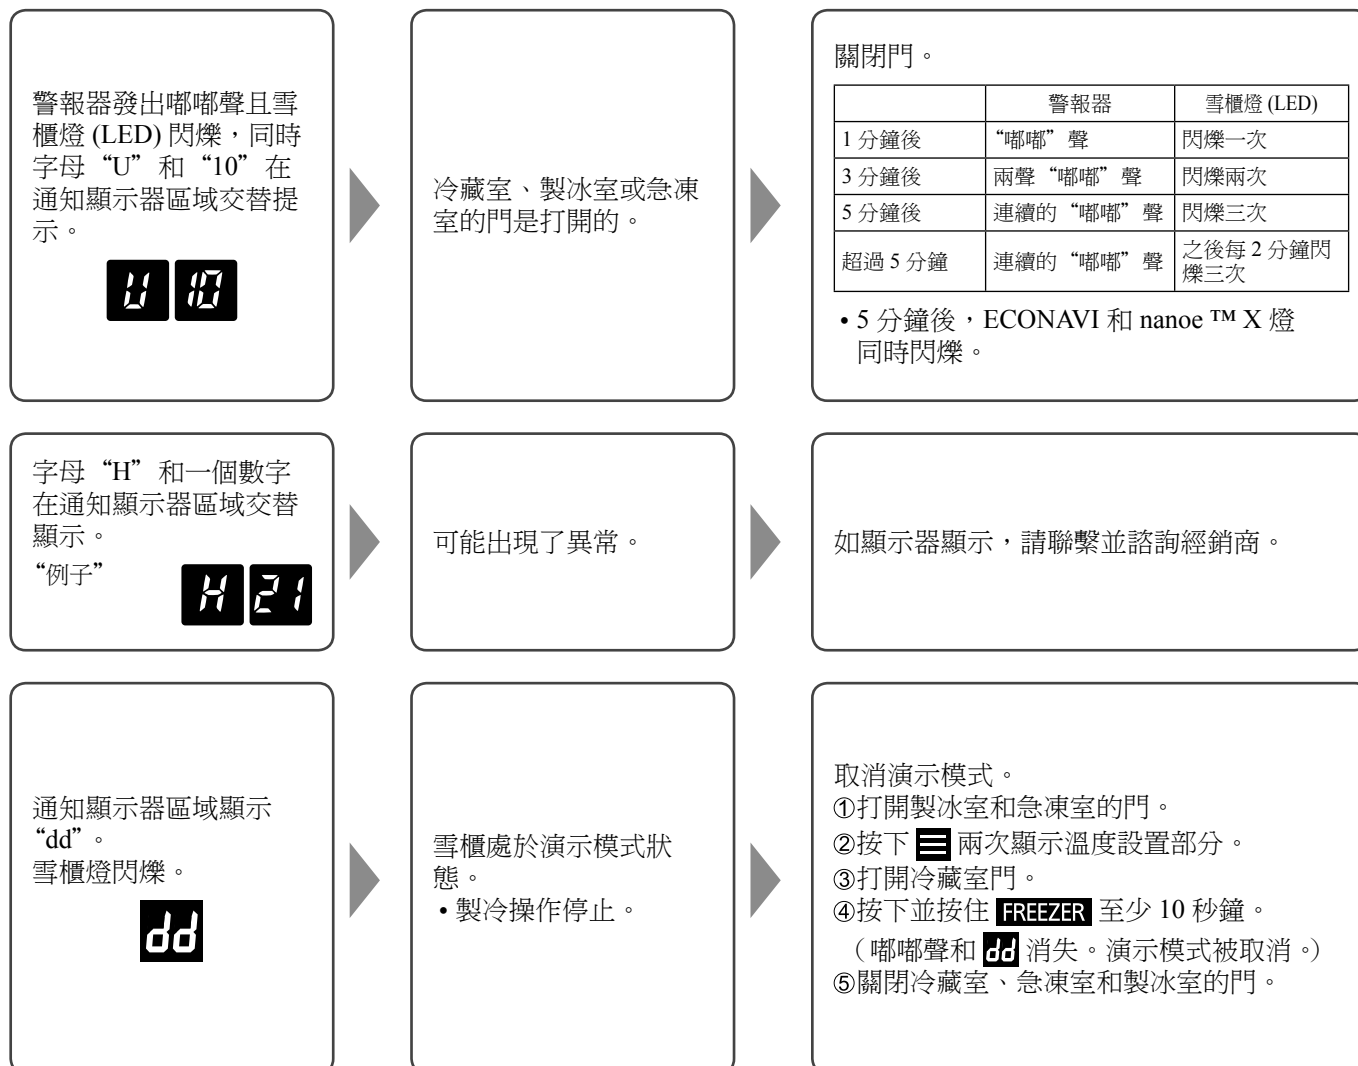 警報器發出嘟嘟聲且雪
櫃燈 (LED) 閃爍，同時
字母“U”和“10”在
通知顯示器區域交替提
示。
U 10
冷藏室、製冰室或急凍
室的門是打開的。
關閉門。
警報器 雪櫃燈 (LED)
1 分鐘後 “嘟嘟”聲 閃爍一次
3 分鐘後 兩聲“嘟嘟”聲 閃爍兩次
5 分鐘後 連續的“嘟嘟”聲 閃爍三次
超過 5 分鐘 連續的“嘟嘟”聲 之後每 2 分鐘閃
爍三次
• 5 分鐘後，ECONAVI 和 nanoe ™ X 燈
同時閃爍。
字母“H”和一個數字
在通知顯示器區域交替
顯示。
“例子”
H 21
可能出現了異常。
如顯示器顯示，請聯繫並諮詢經銷商。
通知顯示器區域顯示
“dd”。
雪櫃燈閃爍。
dd
雪櫃處於演示模式狀
態。
• 製冷操作停止。
取消演示模式。
①打開製冰室和急凍室的門。
②按下 ☰ 兩次顯示溫度設置部分。
③打開冷藏室門。
④按下並按住 FREEZER 至少 10 秒鐘。
（嘟嘟聲和 dd 消失。演示模式被取消。）
⑤關閉冷藏室、急凍室和製冰室的門。